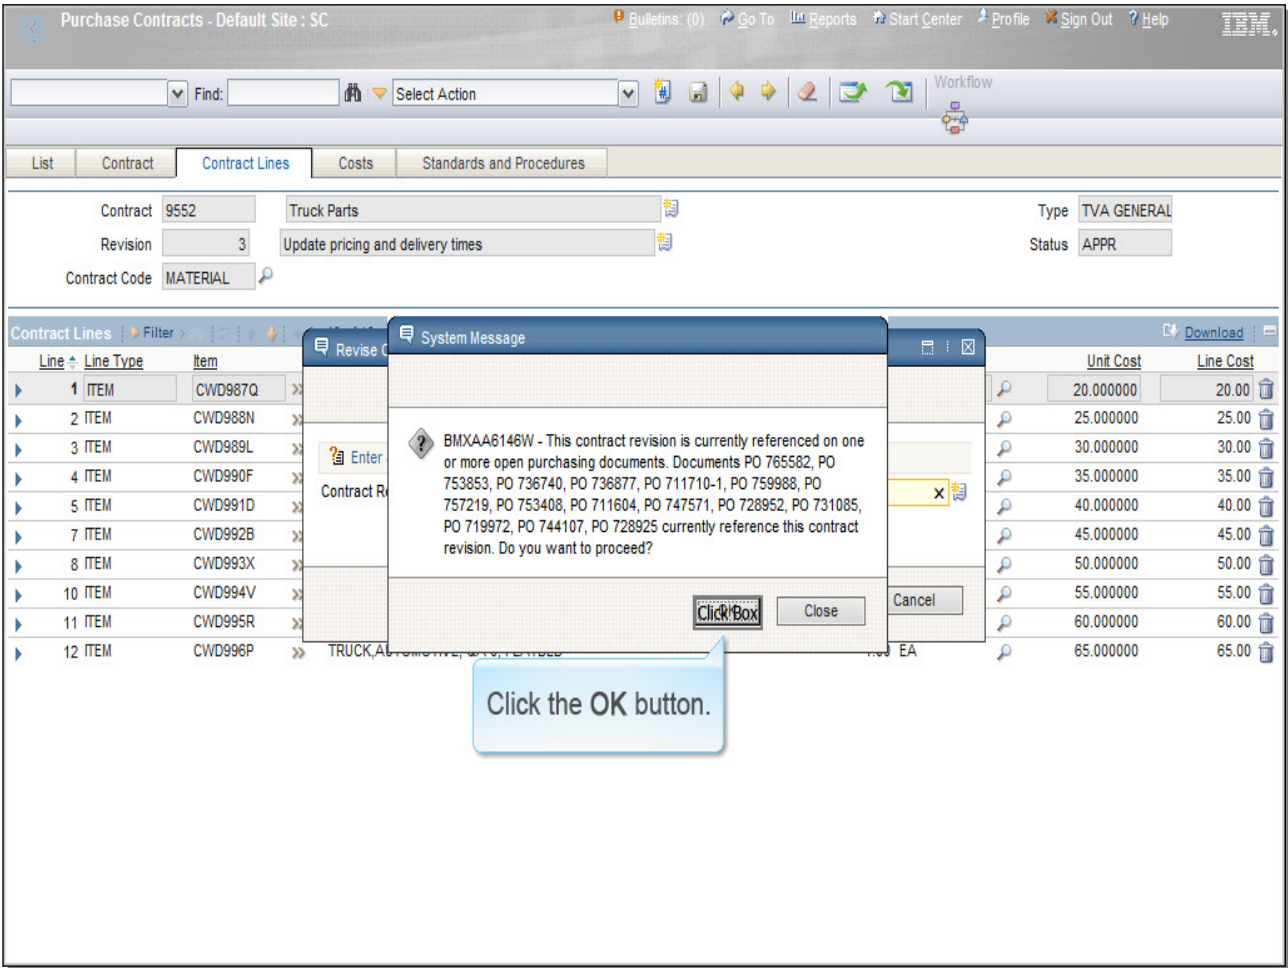 Purchase Contracts - Default Site : SC
Bulletins: (0) Go To Reports Start Center Profile Sign Out ? Help
IBM.
Find: Select Action Workflow
List Contract Contract Lines Costs Standards and Procedures
Contract 9552 Truck Parts Type TVA GENERAL
Revision 3 Update pricing and delivery times Status APPR
Contract Code MATERIAL
Contract Lines Filter Download
Line Line Type Item Unit Cost Line Cost
1 ITEM CWD987Q 20.000000 20.00
2 ITEM CWD988N 25.000000 25.00
3 ITEM CWD989L 30.000000 30.00
4 ITEM CWD990F 35.000000 35.00
5 ITEM CWD991D 40.000000 40.00
7 ITEM CWD992B 45.000000 45.00
8 ITEM CWD993X 50.000000 50.00
10 ITEM CWD994V 55.000000 55.00
11 ITEM CWD995R 60.000000 60.00
12 ITEM CWD996P EA 65.000000 65.00
Revise
Enter
Contract
Cancel
System Message
BMXAA6146W - This contract revision is currently referenced on one
or more open purchasing documents. Documents PO 765582, PO
753853, PO 736740, PO 736877, PO 711710-1, PO 759988, PO
757219, PO 753408, PO 711604, PO 747571, PO 728952, PO 731085,
PO 719972, PO 744107, PO 728925 currently reference this contract
revision. Do you want to proceed?
Click Box Close
Click the OK button.